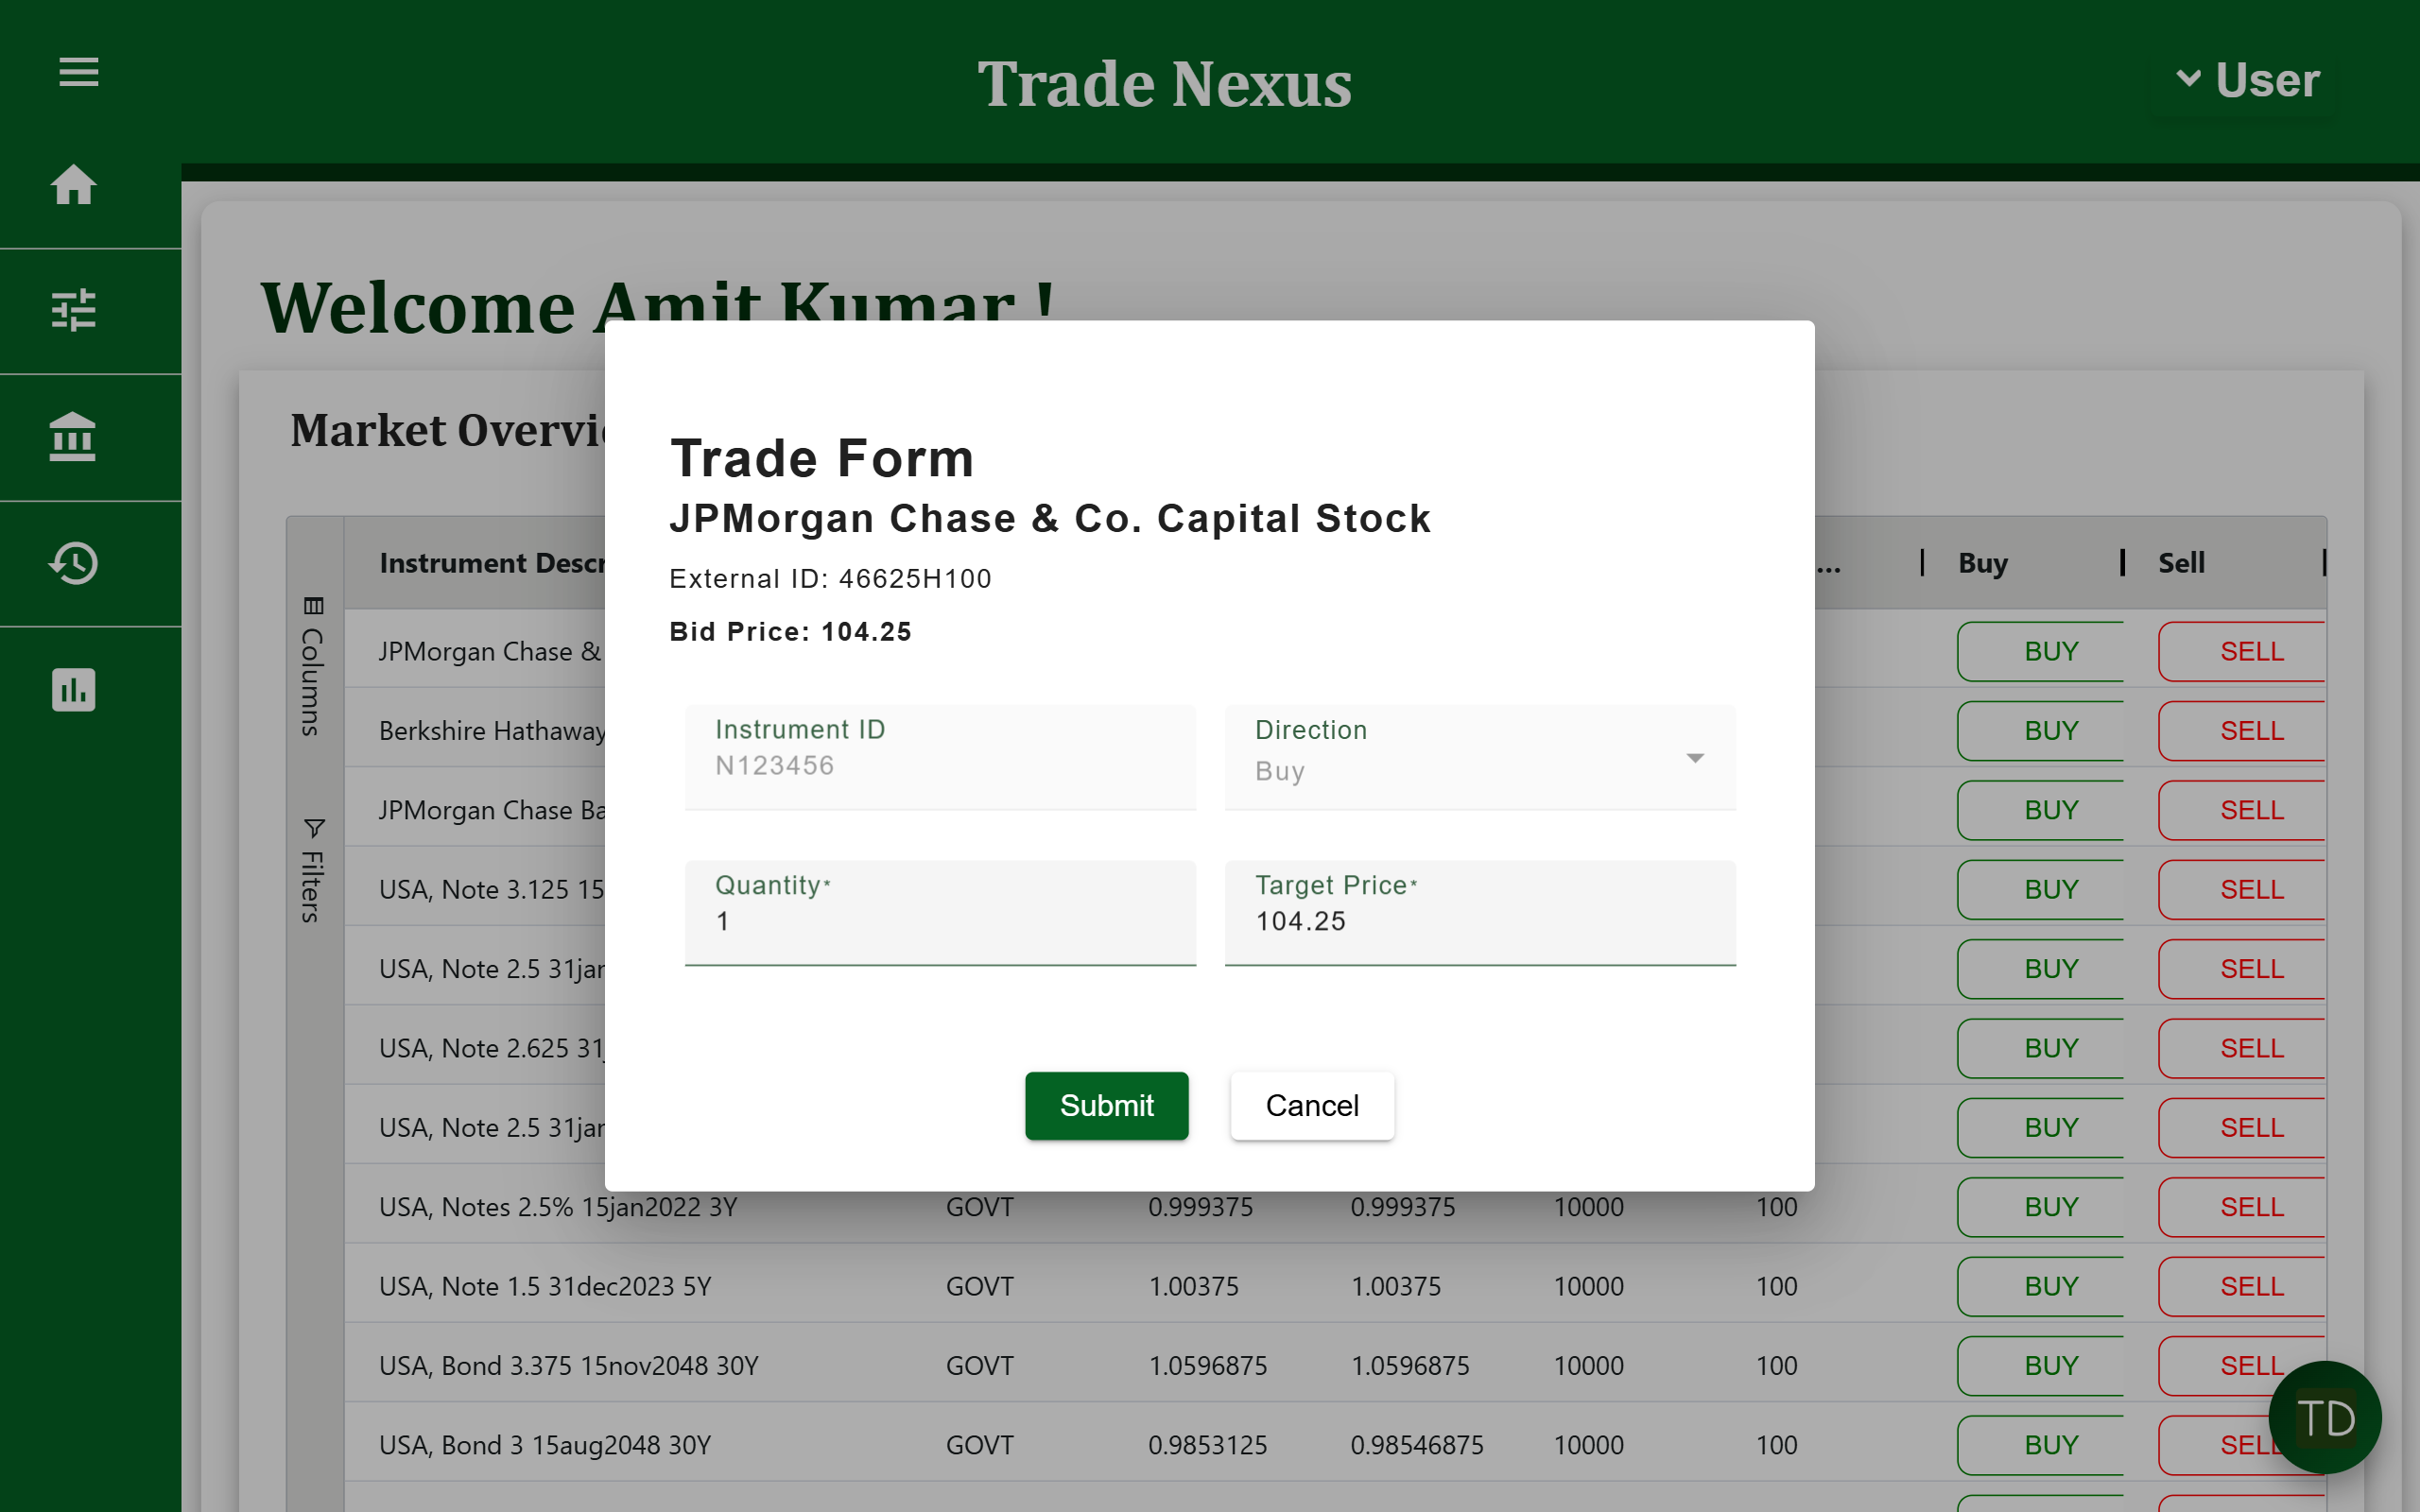 Trade Nexus
User
Welcome Amit Kumar !
Market Overvi
Trade Form
JPMorgan Chase & Co. Capital Stock
External ID: 46625H100
Bid Price: 104.25
Instrument ID
N123456
Direction
Buy
Quantity*
1
Target Price*
104.25
Submit
Cancel
Columns
Filters
Instrument Descr ... Buy Sell
JPMorgan Chase & BUY SELL
Berkshire Hathaway BUY SELL
JPMorgan Chase Ba BUY SELL
USA, Note 3.125 15 BUY SELL
USA, Note 2.5 31jan BUY SELL
USA, Note 2.625 31j BUY SELL
USA, Note 2.5 31jan BUY SELL
USA, Notes 2.5% 15jan2022 3Y GOVT 0.999375 0.999375 10000 100 BUY SELL
USA, Note 1.5 31dec2023 5Y GOVT 1.00375 1.00375 10000 100 BUY SELL
USA, Bond 3.375 15nov2048 30Y GOVT 1.0596875 1.0596875 10000 100 BUY SELL
USA, Bond 3 15aug2048 30Y GOVT 0.9853125 0.98546875 10000 100 BUY SELL
TD